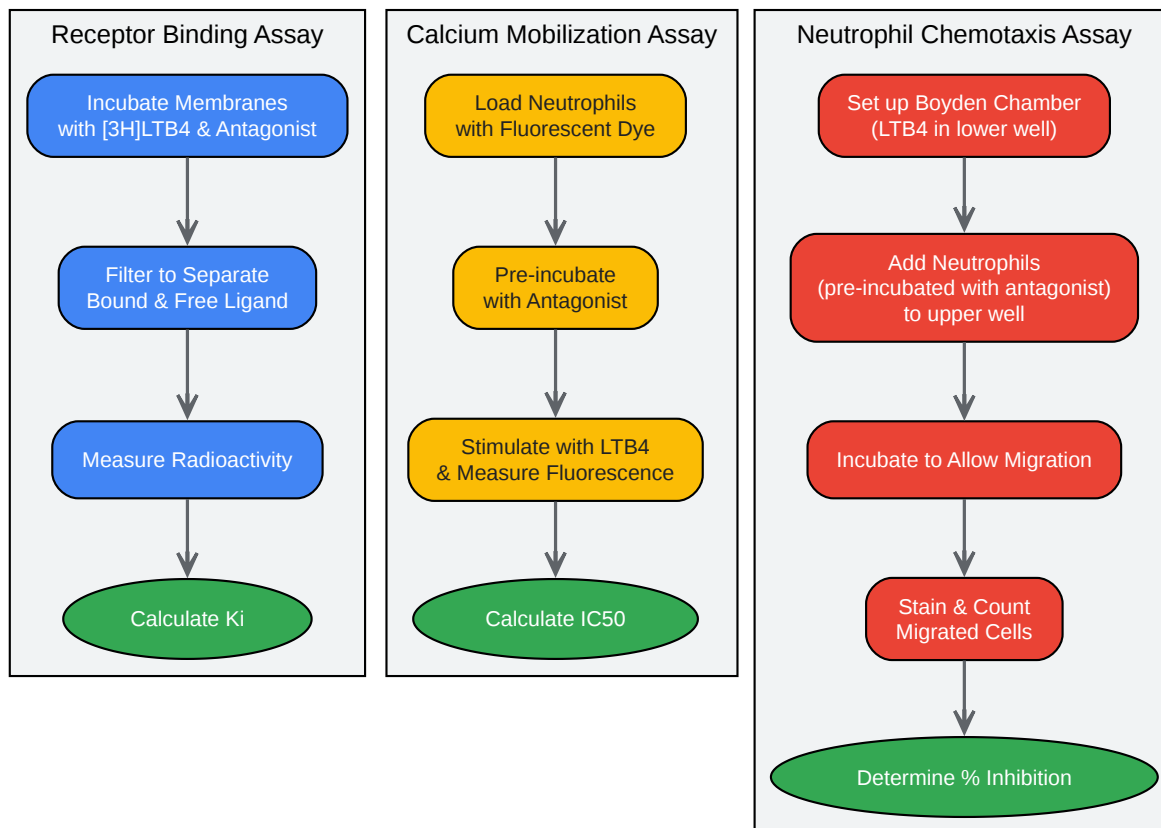 Receptor Binding Assay
Incubate Membranes
with [3H]LTB4 & Antagonist
Filter to Separate
Bound & Free Ligand
Measure Radioactivity
Calculate Ki
Calcium Mobilization Assay
Load Neutrophils
with Fluorescent Dye
Pre-incubate
with Antagonist
Stimulate with LTB4
& Measure Fluorescence
Calculate IC50
Neutrophil Chemotaxis Assay
Set up Boyden Chamber
(LTB4 in lower well)
Add Neutrophils
(pre-incubated with antagonist)
to upper well
Incubate to Allow Migration
Stain & Count
Migrated Cells
Determine % Inhibition